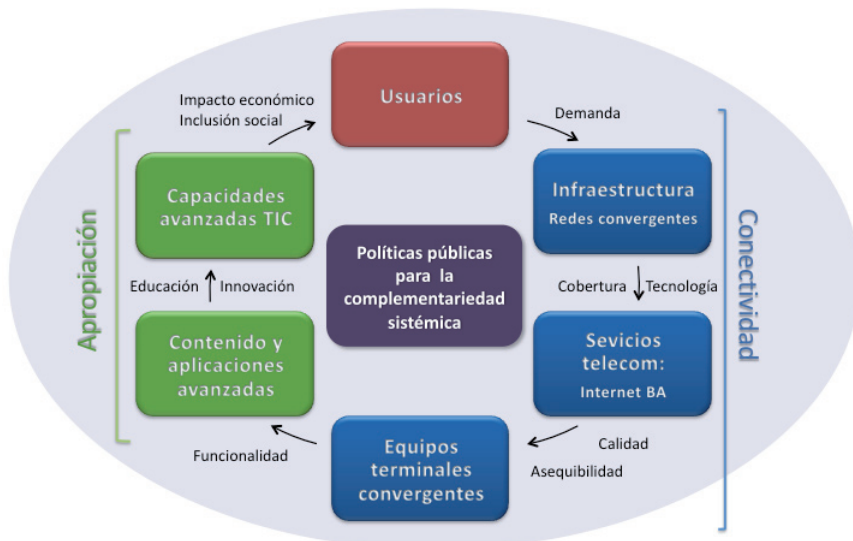 Usuarios
Impacto económico
Inclusión social
Demanda
Capacidades
avanzadas TIC
Infraestructura
Redes convergentes
Apropiación
Conectividad
Políticas públicas
para la
complementariedad
sistémica
Educación
Innovación
Cobertura
Tecnología
Contenido y
aplicaciones
avanzadas
Sevicios
telecom:
Internet BA
Equipos
terminales
convergentes
Funcionalidad
Calidad
Asequibilidad